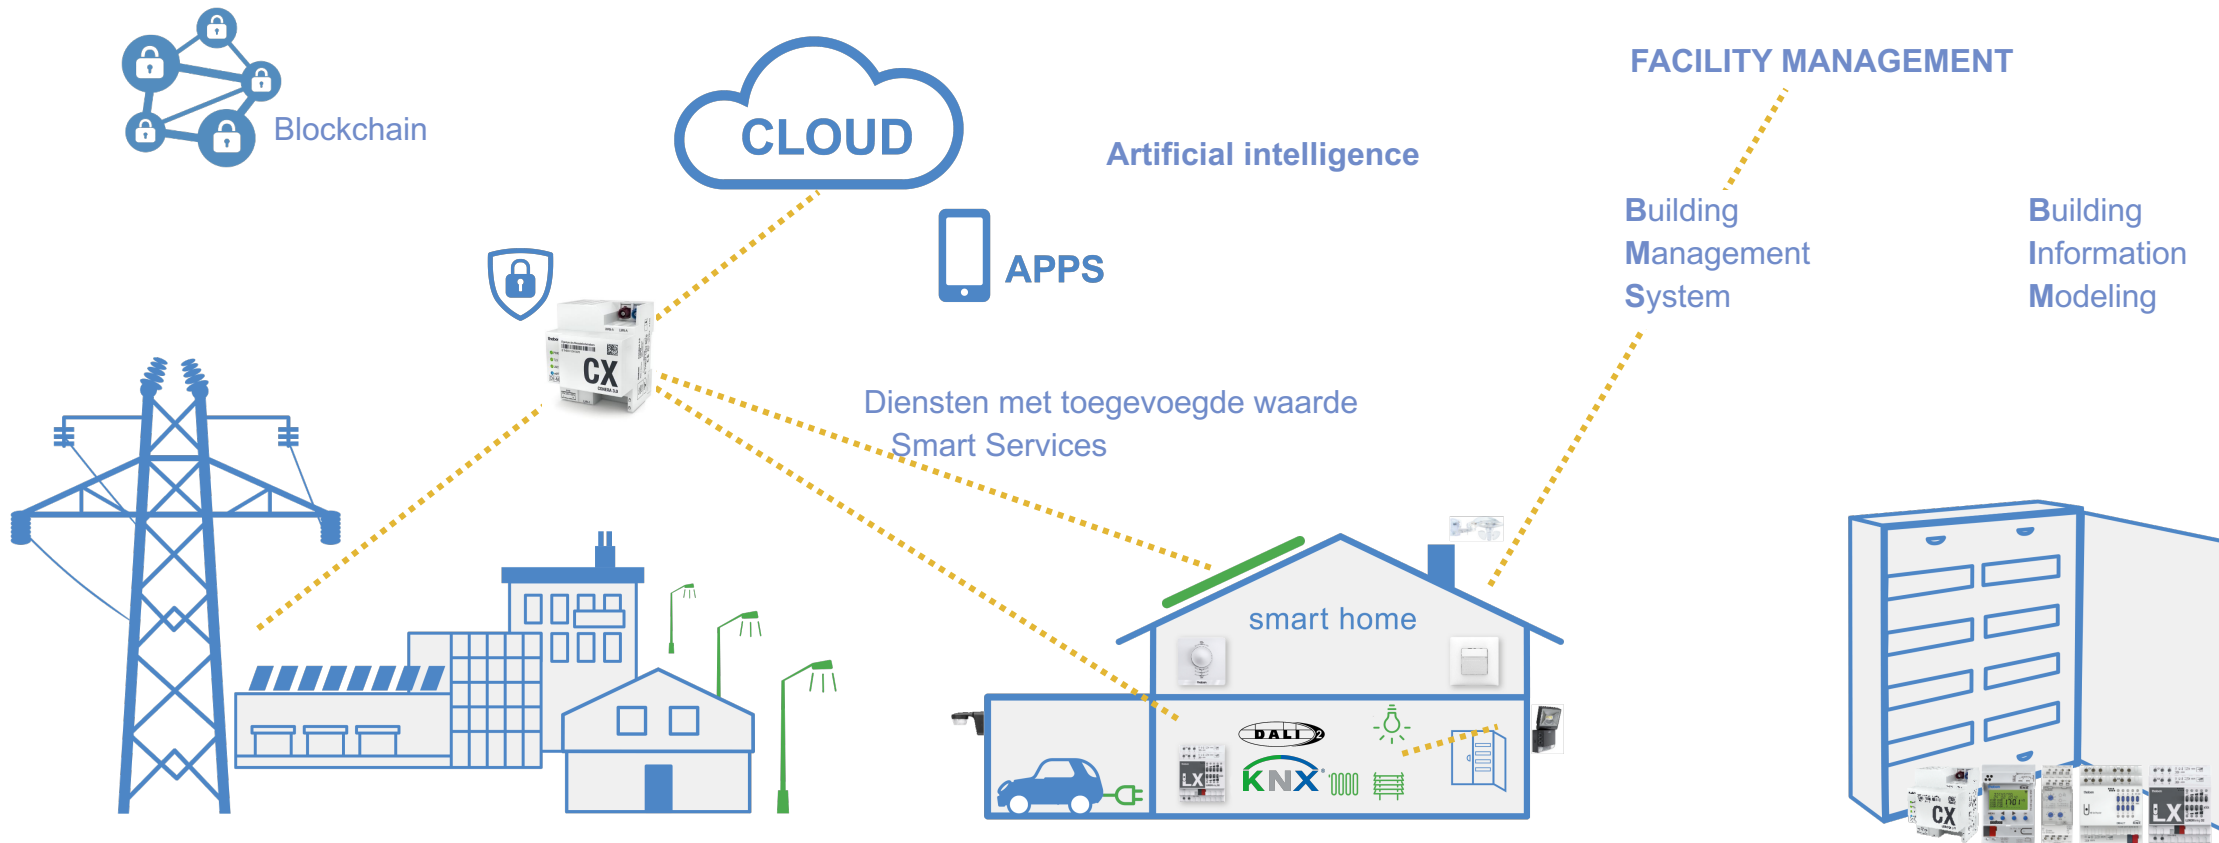 Blockchain
CLOUD
Artificial intelligence
FACILITY MANAGEMENT
APPS
Building
Management
System
Building
Information
Modeling
CX
Diensten met toegevoegde waarde
Smart Services
smart home
DALI 2
KNX
LX
CX
LX